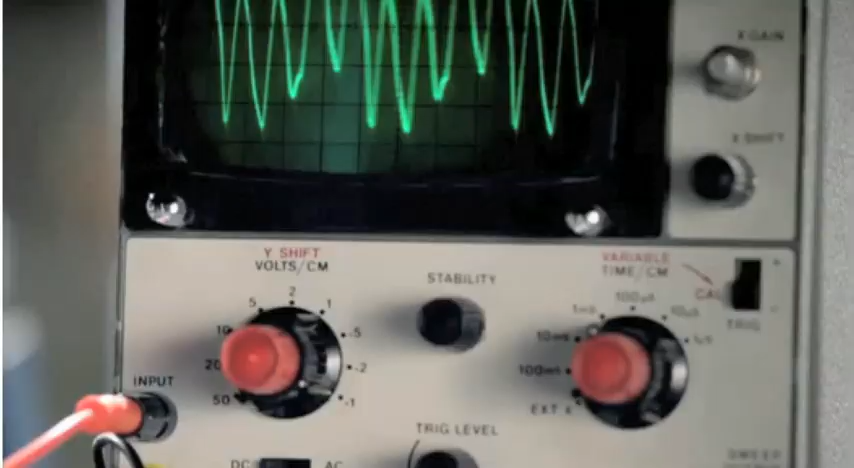 X GAIN
X SHIFT
Y SHIFT
VOLTS/CM
5 2 1
10 .5
20 .2
50 .1
STABILITY
VARIABLE
TIME/CM
CAL
+
-
TRIG
1ms 100µs 10µs
10ms 1µs
100ms
EXT X
INPUT
TRIG LEVEL
DC AC
SWEEP